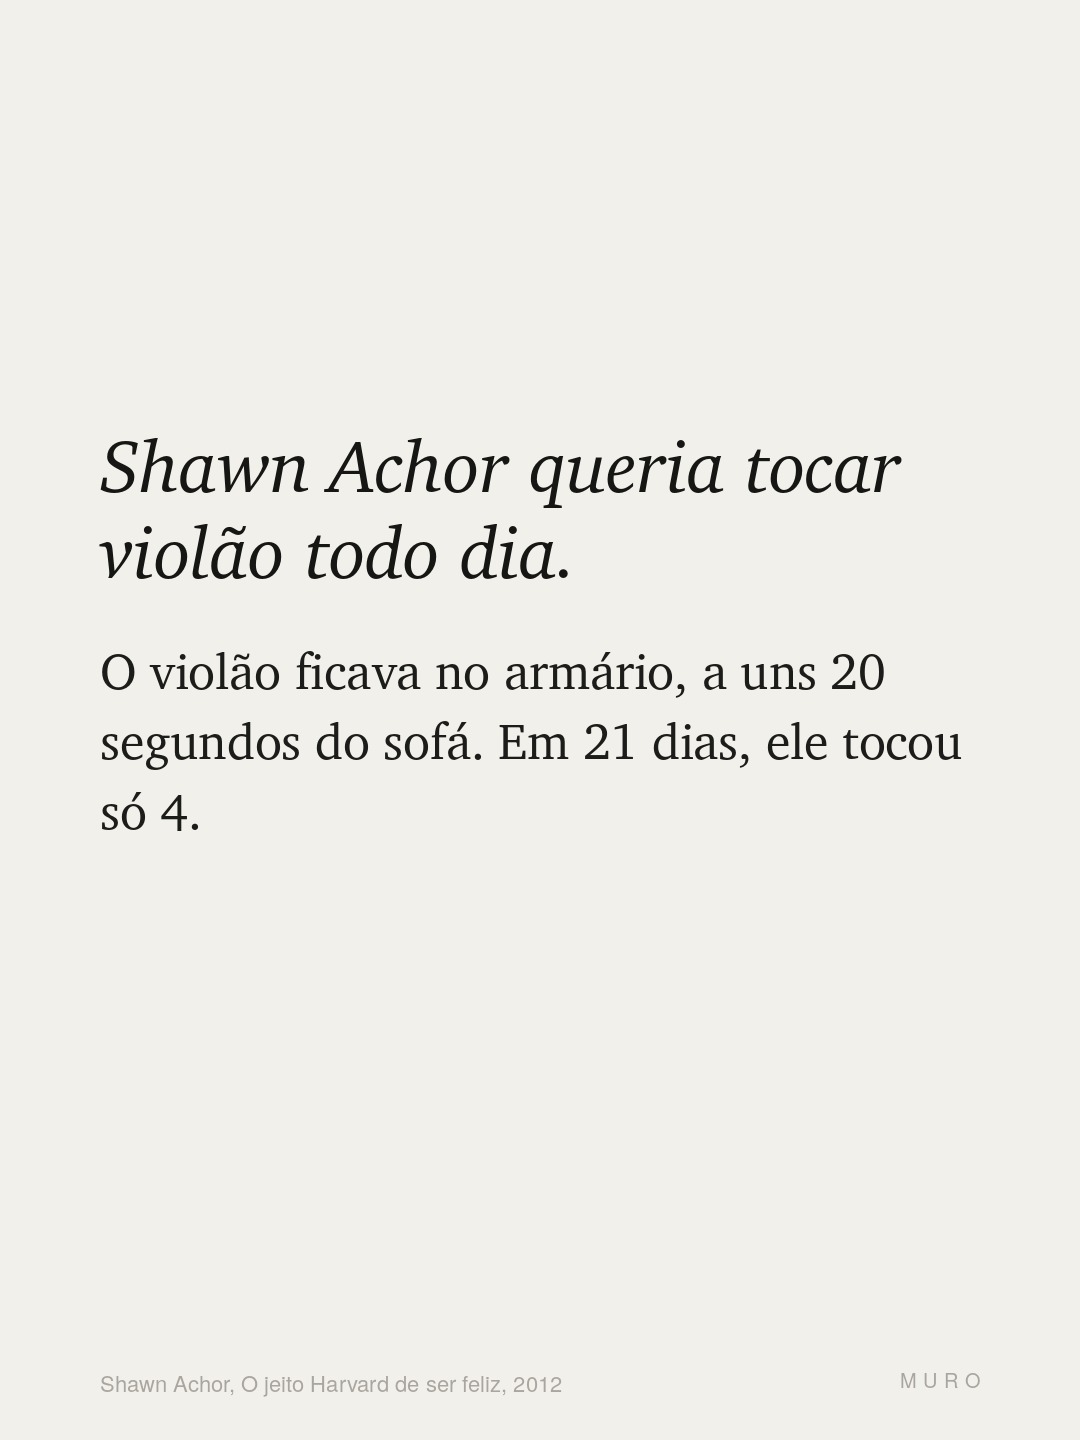 Shawn Achor queria tocar
violão todo dia.
O violão ficava no armário, a uns 20
segundos do sofá. Em 21 dias, ele tocou
só 4.
Shawn Achor, O jeito Harvard de ser feliz, 2012
MURO